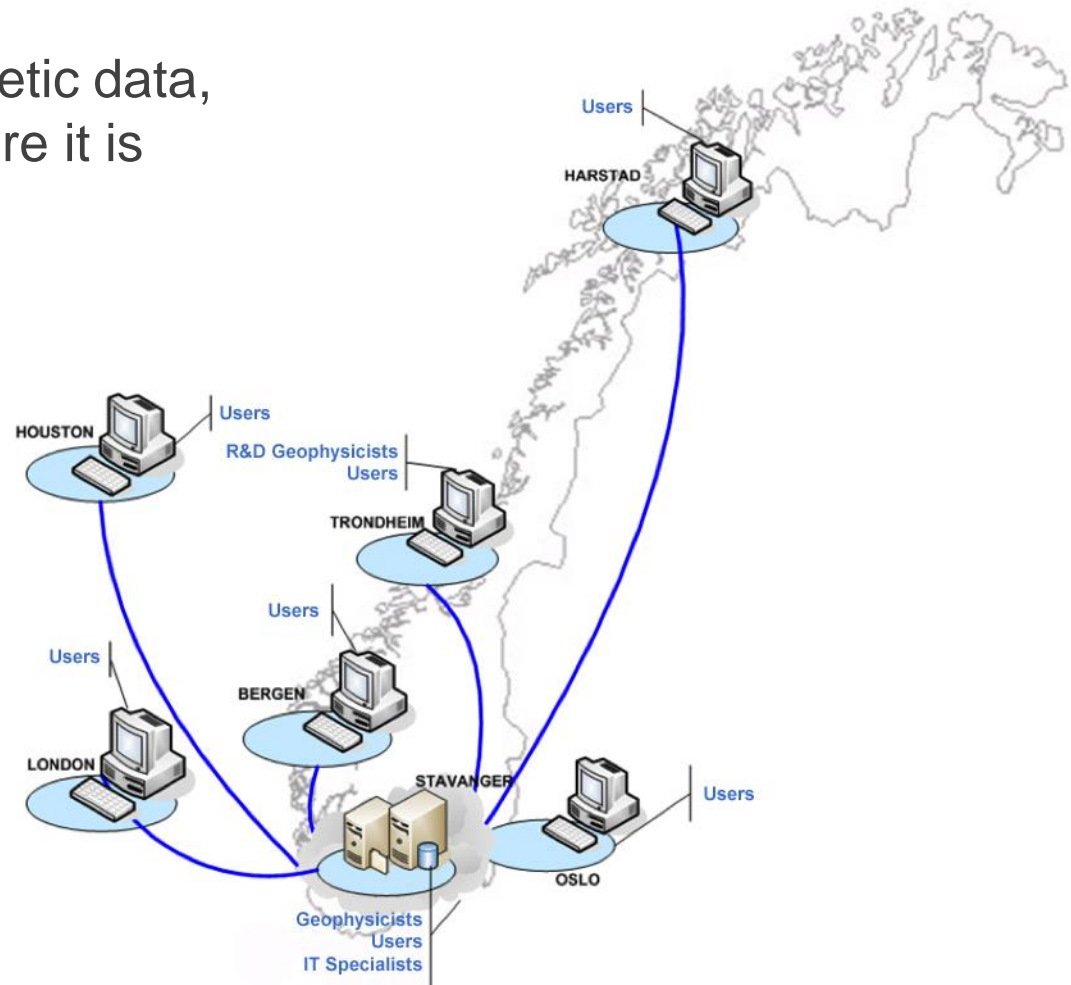 etic data,
re it is
Users
HARSTAD
HOUSTON
Users
R&D Geophysicists
Users
TRONDHEIM
Users
Users
BERGEN
LONDON
STAVANGER
Users
OSLO
Geophysicists
Users
IT Specialists